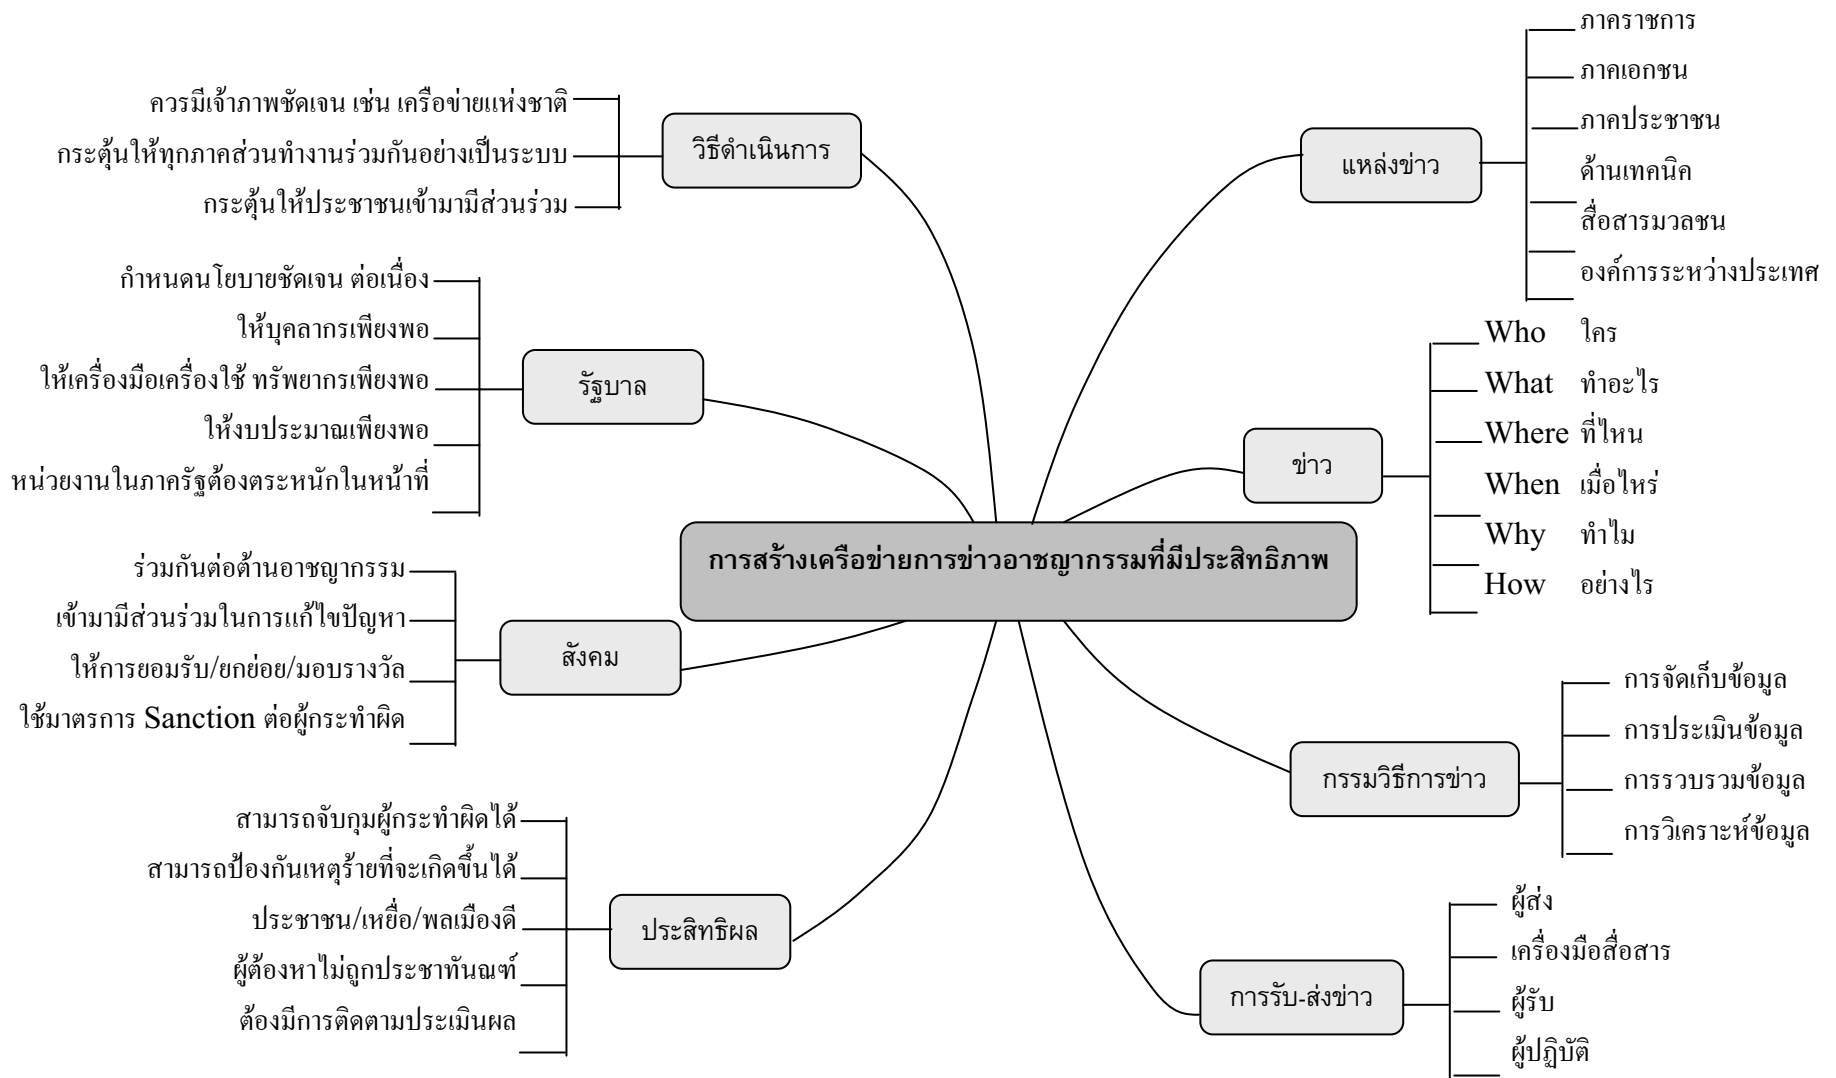 การสร้างเครือข่ายการข่าวอาชญากรรมที่มีประสิทธิภาพ
วิธีดำเนินการ
ควรมีเจ้าภาพชัดเจน เช่น เครือข่ายแห่งชาติ
กระตุ้นให้ทุกภาคส่วนทำงานร่วมกันอย่างเป็นระบบ
กระตุ้นให้ประชาชนเข้ามามีส่วนร่วม
รัฐบาล
กำหนดนโยบายชัดเจน ต่อเนื่อง
ให้บุคลากรเพียงพอ
ให้เครื่องมือเครื่องใช้ ทรัพยากรเพียงพอ
ให้งบประมาณเพียงพอ
หน่วยงานในภาครัฐต้องตระหนักในหน้าที่
สังคม
ร่วมกันต่อต้านอาชญากรรม
เข้ามามีส่วนร่วมในการแก้ไขปัญหา
ให้การยอมรับ/ยกย่อย/มอบรางวัล
ใช้มาตรการ Sanction ต่อผู้กระทำผิด
ประสิทธิผล
สามารถจับกุมผู้กระทำผิดได้
สามารถป้องกันเหตุร้ายที่จะเกิดขึ้นได้
ประชาชน/เหยื่อ/พลเมืองดี
ผู้ต้องหาไม่ถูกประชาทันณฑ์
ต้องมีการติดตามประเมินผล
แหล่งข่าว
ภาคราชการ
ภาคเอกชน
ภาคประชาชน
ด้านเทคนิค
สื่อสารมวลชน
องค์การระหว่างประเทศ
ข่าว
Who ใคร
What ทำอะไร
Where ที่ไหน
When เมื่อไหร่
Why ทำไม
How อย่างไร
กรรมวิธีการข่าว
การจัดเก็บข้อมูล
การประเมินข้อมูล
การรวบรวมข้อมูล
การวิเคราะห์ข้อมูล
การรับ-ส่งข่าว
ผู้ส่ง
เครื่องมือสื่อสาร
ผู้รับ
ผู้ปฏิบัติ